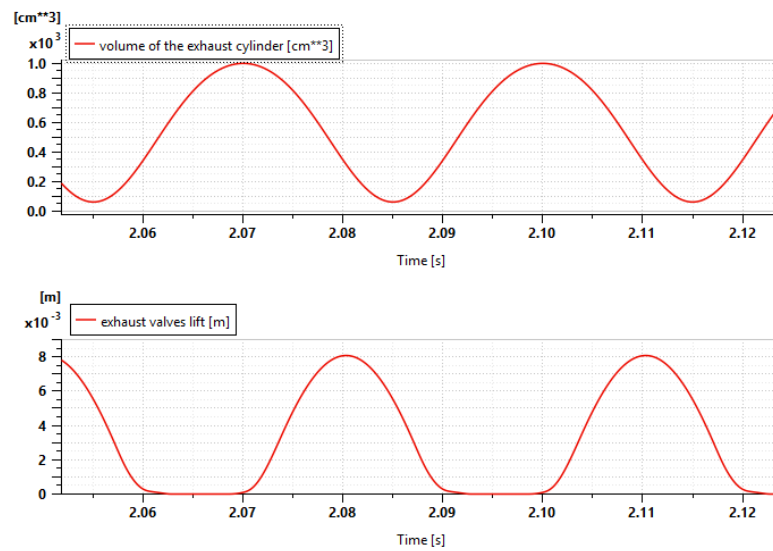 [cm**3]
x10 3
volume of the exhaust cylinder [cm**3]
1.0
0.8
0.6
0.4
0.2
0.0
2.06 2.07 2.08 2.09 2.10 2.11 2.12
Time [s]
[m]
x10 -3
exhaust valves lift [m]
8
6
4
2
0
2.06 2.07 2.08 2.09 2.10 2.11 2.12
Time [s]